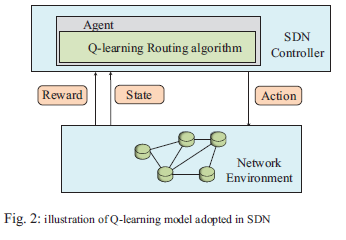 Agent
Q-learning Routing algorithm
SDN
Controller
Reward
State
Action
Network
Environment
Fig. 2: illustration of Q-learning model adopted in SDN